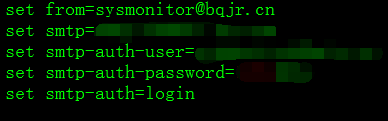 set from=sysmonitor@bqjr.cn
set smtp=
set smtp-auth-user=
set smtp-auth-password=
set smtp-auth=login